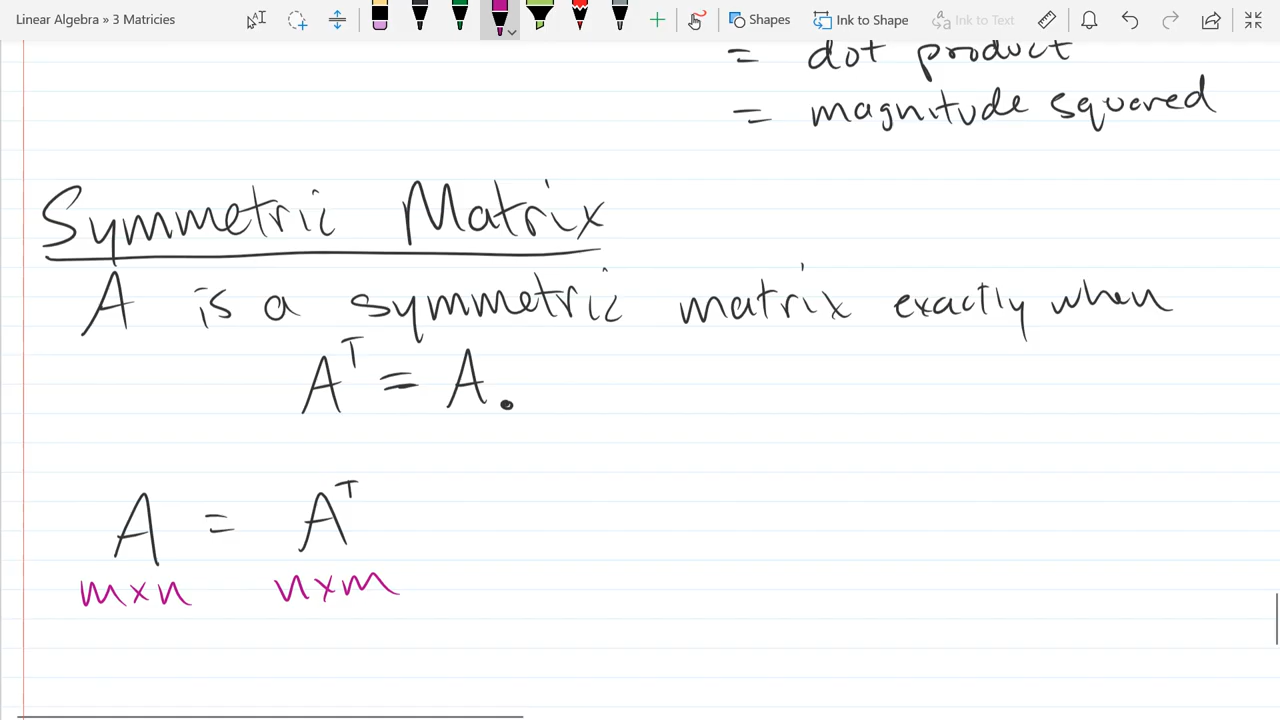 Linear Algebra » 3 Matricies
Shapes
Ink to Shape
Ink to Text
= dot product
= magnitude squared
Symmetric Matrix
A is a symmetric matrix exactly when
Aᵀ = A.
A = Aᵀ
m×n n×m